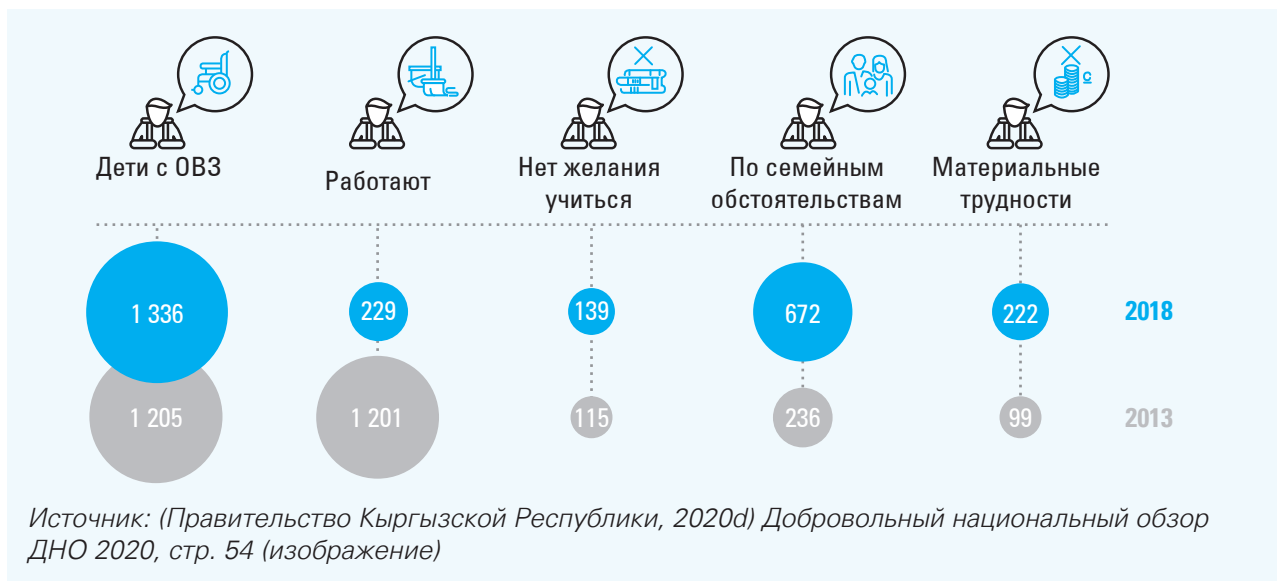 Дети с ОВЗ
Работают
Нет желания
учиться
По семейным
обстоятельствам
Материальные
трудности
1 336
229
139
672
222
2018
1 205
1 201
115
236
99
2013
Источник: (Правительство Кыргызской Республики, 2020d) Добровольный национальный обзор
ДНО 2020, стр. 54 (изображение)